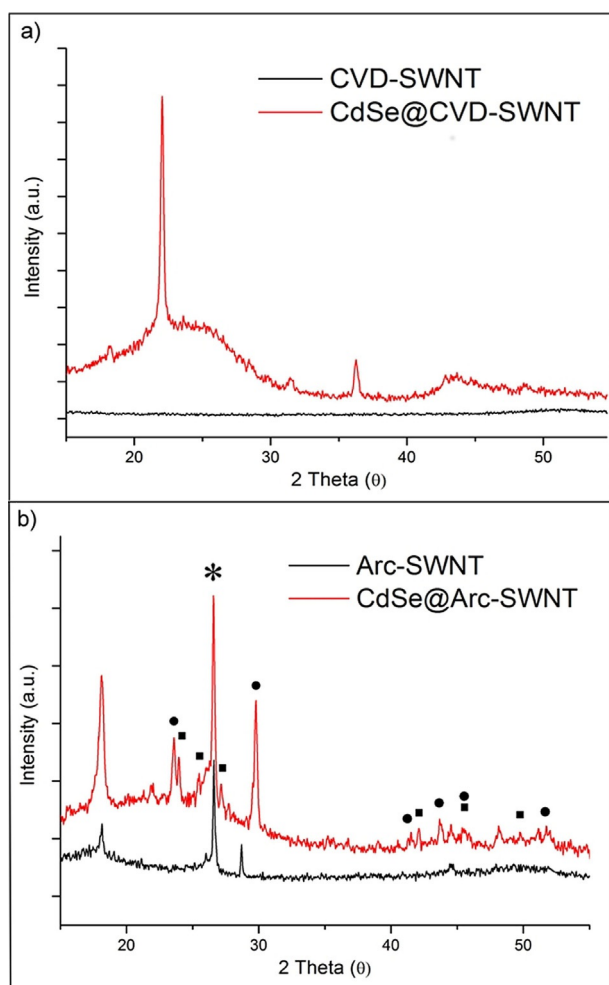 a)
CVD-SWNT
CdSe@CVD-SWNT
Intensity (a.u.)
20 30 40 50
2 Theta (θ)
b)
*
Arc-SWNT
CdSe@Arc-SWNT
Intensity (a.u.)
20 30 40 50
2 Theta (θ)